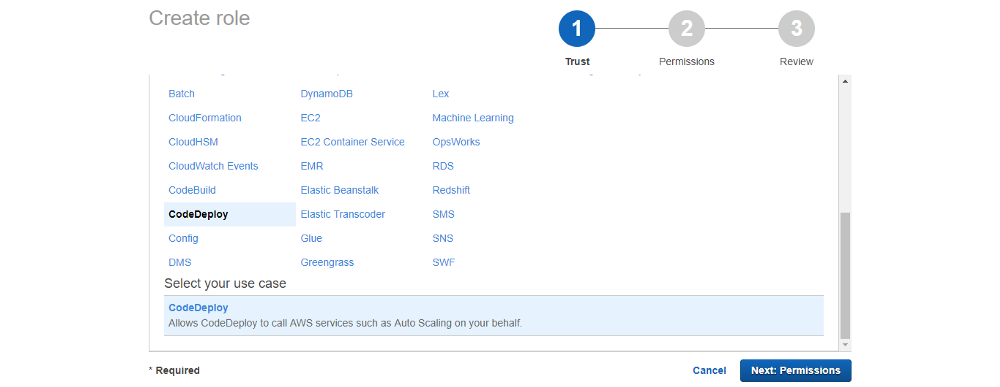 Create role
1 2 3
Trust Permissions Review
Batch DynamoDB Lex
CloudFormation EC2 Machine Learning
CloudHSM EC2 Container Service OpsWorks
CloudWatch Events EMR RDS
CodeBuild Elastic Beanstalk Redshift
CodeDeploy Elastic Transcoder SMS
Config Glue SNS
DMS Greengrass SWF
Select your use case
CodeDeploy
Allows CodeDeploy to call AWS services such as Auto Scaling on your behalf.
* Required Cancel Next: Permissions